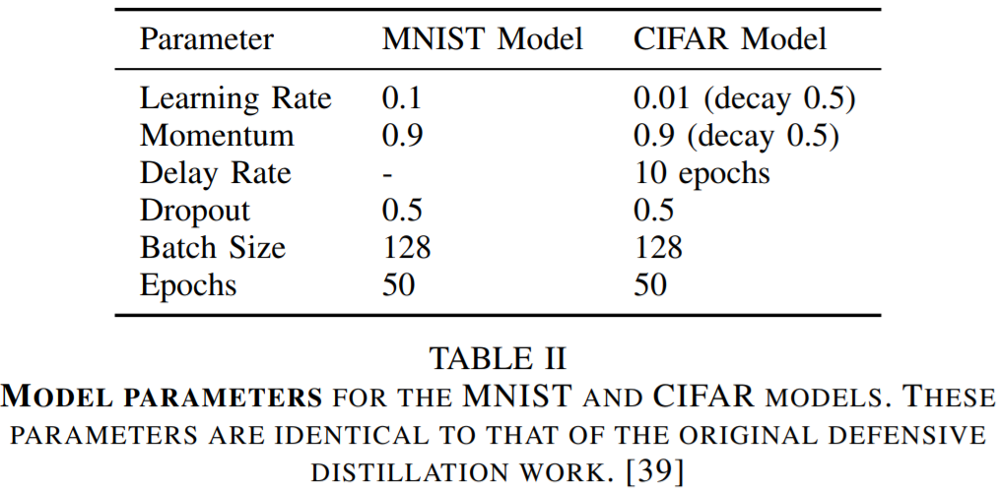 Parameter MNIST Model CIFAR Model
Learning Rate 0.1 0.01 (decay 0.5)
Momentum 0.9 0.9 (decay 0.5)
Delay Rate - 10 epochs
Dropout 0.5 0.5
Batch Size 128 128
Epochs 50 50
TABLE II
MODEL PARAMETERS FOR THE MNIST AND CIFAR MODELS. THESE
PARAMETERS ARE IDENTICAL TO THAT OF THE ORIGINAL DEFENSIVE
DISTILLATION WORK. [39]